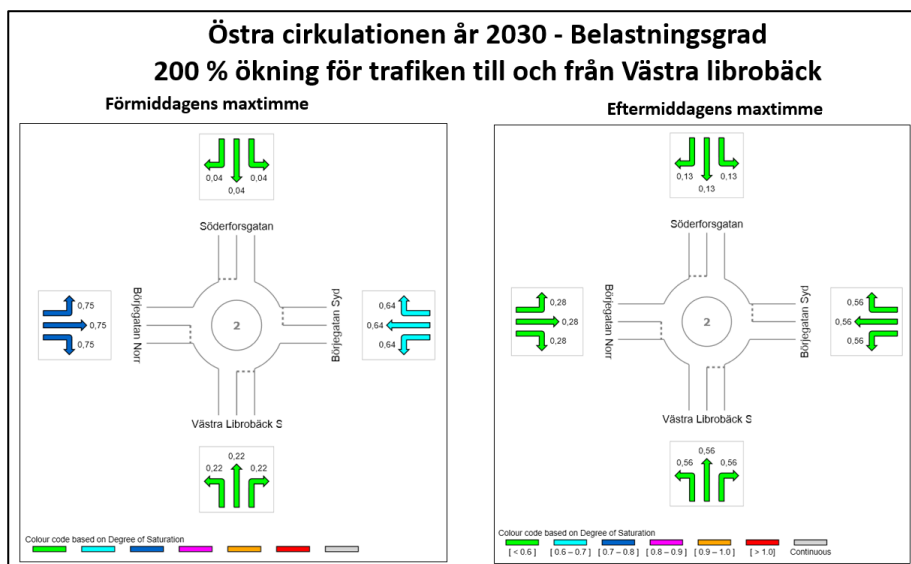 Östra cirkulationen år 2030 - Belastningsgrad
200 % ökning för trafiken till och från Västra librobäck
Förmiddagens maxtimme
0,04
0,04
0,04
Söderforsgatan
Börjegatan Norr
0,75
0,75
0,75
2
Börjegatan Syd
0,64
0,64
0,64
Västra Librobäck S
0,22
0,22
0,22
Colour code based on Degree of Saturation
Eftermiddagens maxtimme
0,13
0,13
0,13
Söderforsgatan
0,28
0,28
0,28
Börjegatan Norr
2
Börjegatan Syd
0,56
0,56
0,56
Västra Librobäck S
0,56
0,56
0,56
Colour code based on Degree of Saturation
[ < 0.6 ] [ 0.6 – 0.7 ] [ 0.7 – 0.8 ] [ 0.8 – 0.9 ] [ 0.9 – 1.0 ] [ > 1.0 ] Continuous